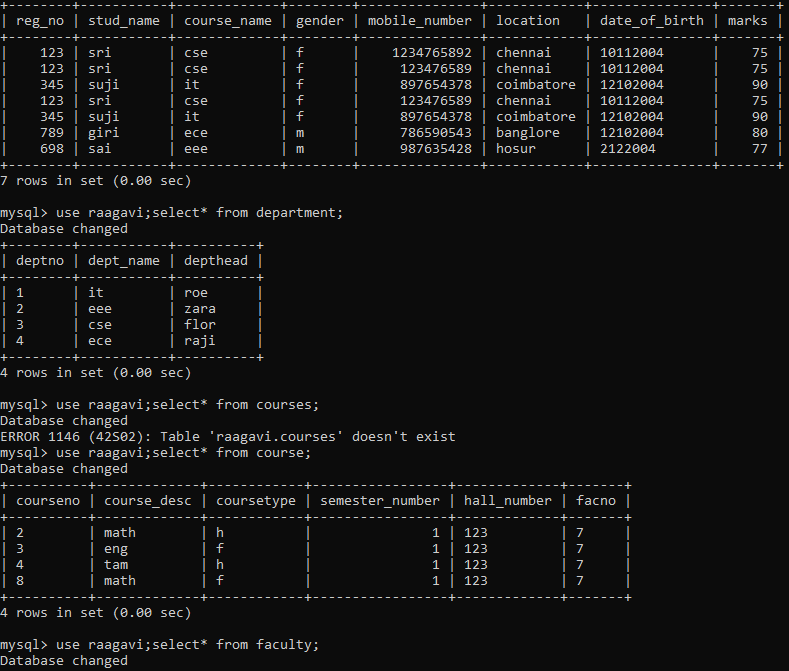 +--------+-----------+-------------+--------+---------------+------------+---------------+-------+
| reg_no | stud_name | course_name | gender | mobile_number | location   | date_of_birth | marks |
+--------+-----------+-------------+--------+---------------+------------+---------------+-------+
|    123 | sri       | cse         | f      |    1234765892 | chennai    | 10112004      |    75 |
|    123 | sri       | cse         | f      |     123476589 | chennai    | 10112004      |    75 |
|    345 | suji      | it          | f      |     897654378 | coimbatore | 12102004      |    90 |
|    123 | sri       | cse         | f      |     123476589 | chennai    | 10112004      |    75 |
|    345 | suji      | it          | f      |     897654378 | coimbatore | 12102004      |    90 |
|    789 | giri      | ece         | m      |     786590543 | banglore   | 12102004      |    80 |
|    698 | sai       | eee         | m      |     987635428 | hosur      | 2122004       |    77 |
+--------+-----------+-------------+--------+---------------+------------+---------------+-------+
7 rows in set (0.00 sec)

mysql> use raagavi;select* from department;
Database changed
+--------+-----------+----------+
| deptno | dept_name | depthead |
+--------+-----------+----------+
| 1      | it        | roe      |
| 2      | eee       | zara     |
| 3      | cse       | flor     |
| 4      | ece       | raji     |
+--------+-----------+----------+
4 rows in set (0.00 sec)

mysql> use raagavi;select* from courses;
Database changed
ERROR 1146 (42S02): Table 'raagavi.courses' doesn't exist
mysql> use raagavi;select* from course;
Database changed
+----------+-------------+------------+-----------------+-------------+-------+
| courseno | course_desc | coursetype | semester_number | hall_number | facno |
+----------+-------------+------------+-----------------+-------------+-------+
| 2        | math        | h          |               1 | 123         | 7     |
| 3        | eng         | f          |               1 | 123         | 7     |
| 4        | tam         | h          |               1 | 123         | 7     |
| 8        | math        | f          |               1 | 123         | 7     |
+----------+-------------+------------+-----------------+-------------+-------+
4 rows in set (0.00 sec)

mysql> use raagavi;select* from faculty;
Database changed